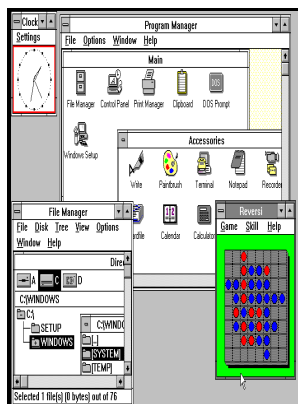 Clock
Settings
Program Manager
File Options Window Help
Main
File Manager Control Panel Print Manager Clipboard DOS Prompt
DOS
Windows Setup
Accessories
Write Paintbrush Terminal Notepad Recorder
Cardfile Calendar Calculator
File Manager
File Disk Tree View Options
Window Help
A C D
C:\WINDOWS
C:\
SETUP
WINDOWS
[..]
[SYSTEM]
[TEMP]
Selected 1 file(s) (0 bytes) out of 76
Reversi
Game Skill Help